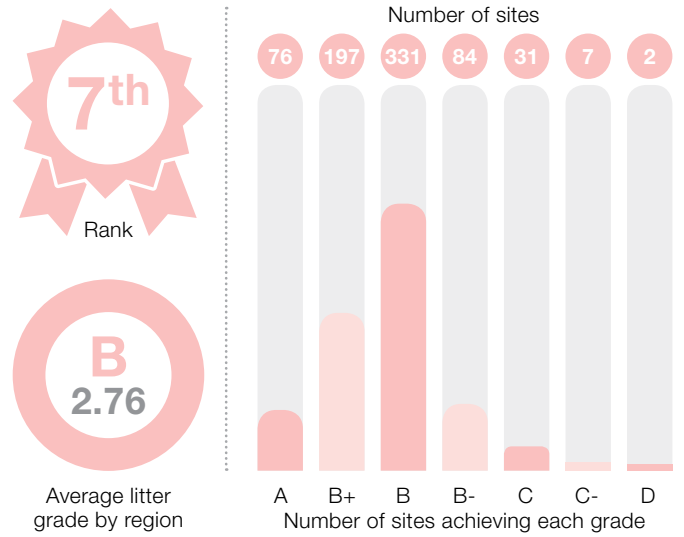 7th
Rank
B
2.76
Average litter
grade by region
Number of sites
76 197 331 84 31 7 2
A B+ B B- C C- D
Number of sites achieving each grade